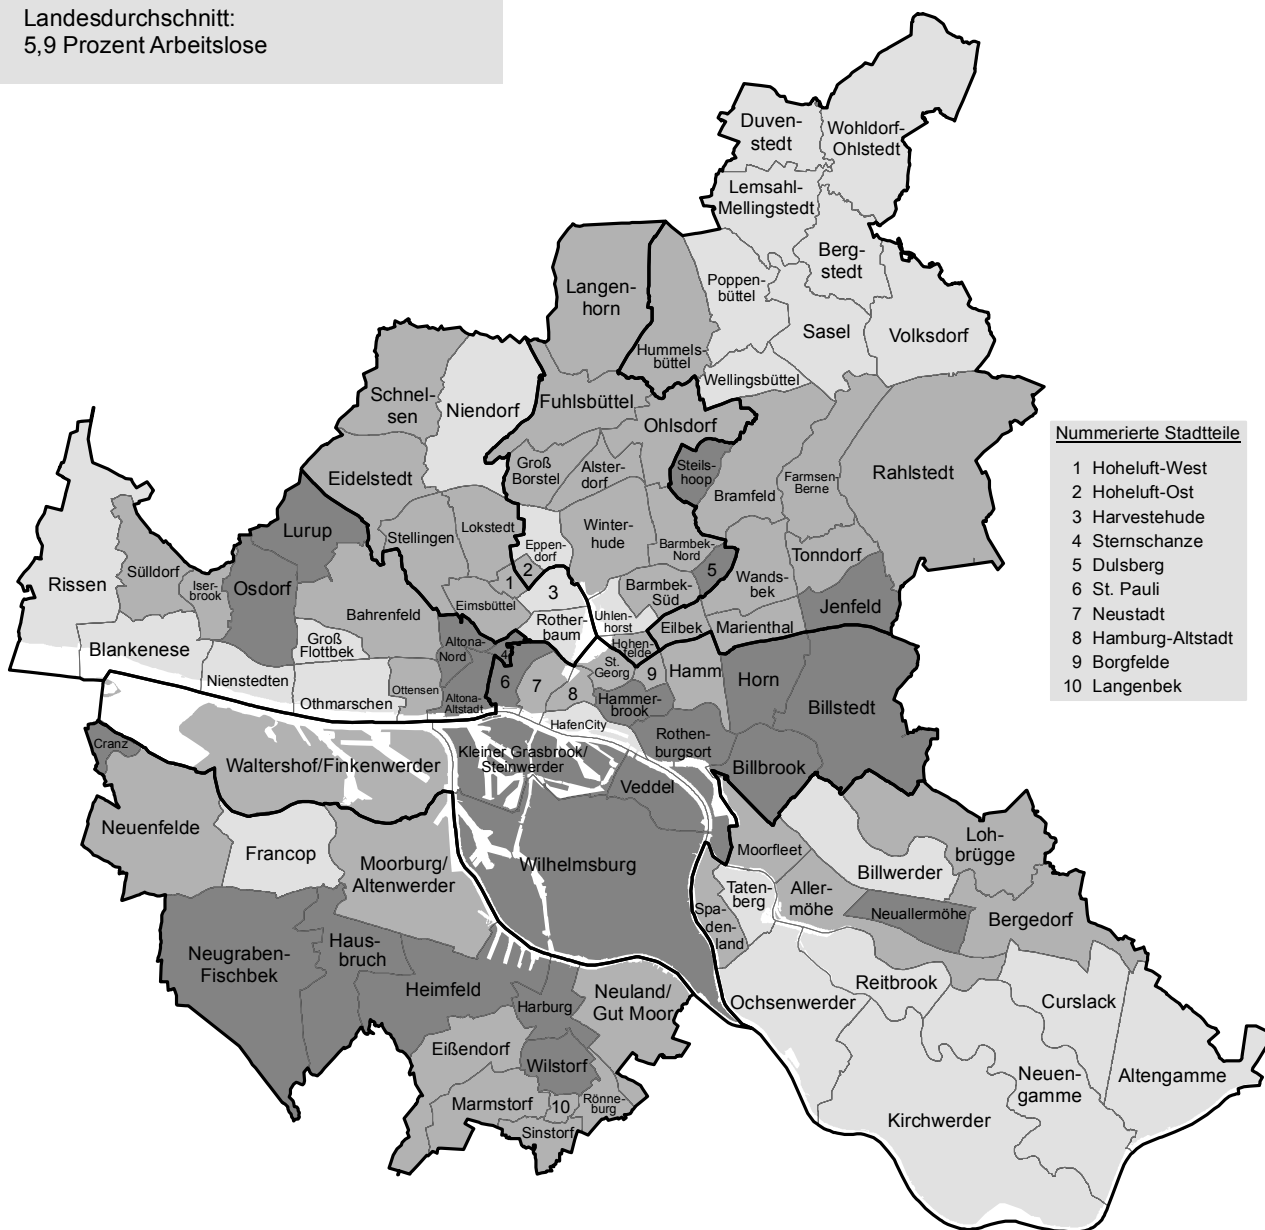 Landesdurchschnitt:
5,9 Prozent Arbeitslose
Duven-
stedt
Wohldorf-
Ohlstedt
Lemsahl-
Mellingstedt
Berg-
stedt
Poppen-
büttel
Sasel
Volksdorf
Wellingsbüttel
Langen-
horn
Hummels-
büttel
Schnel-
sen
Niendorf
Fuhlsbüttel
Ohlsdorf
Eidelstedt
Groß
Borstel
Alster-
dorf
Steils-
hoop
Bramfeld
Farmsen-
Berne
Rahlstedt
Nummerierte Stadtteile
1 Hoheluft-West
2 Hoheluft-Ost
3 Harvestehude
4 Sternschanze
5 Dulsberg
6 St. Pauli
7 Neustadt
8 Hamburg-Altstadt
9 Borgfelde
10 Langenbek
Lurup
Stellingen
Lokstedt
Eppen-
dorf
Winter-
hude
Barmbek-
Nord
Tonndorf
Rissen
Sülldorf
Iser-
brook
Osdorf
Bahrenfeld
Eimsbüttel
1
2
3
Barmbek-
Süd
5
Wands-
bek
Jenfeld
Blankenese
Groß
Flottbek
Altona-
Nord
4
Rother-
baum
Uhlen-
horst
Hohen-
felde
Eilbek
Marienthal
Nienstedten
Othmarschen
Ottensen
Altona-
Altstadt
6
7
8
St.
Georg
9
Hamm
Horn
Billstedt
Hammer-
brook
HafenCity
Rothen-
burgsort
Billbrook
Cranz
Waltershof/Finkenwerder
Kleiner Grasbrook/
Steinwerder
Veddel
Neuenfelde
Francop
Moorburg/
Altenwerder
Wilhelmsburg
Moorfleet
Billwerder
Loh-
brügge
Taten-
berg
Aller-
möhe
Neuallermöhe
Bergedorf
Spa-
den-
land
Neugraben-
Fischbek
Haus-
bruch
Heimfeld
Harburg
Neuland/
Gut Moor
Ochsenwerder
Reitbrook
Curslack
Eißendorf
Wilstorf
Neuen-
gamme
Altengamme
Marmstorf
10
Rönne-
burg
Sinstorf
Kirchwerder